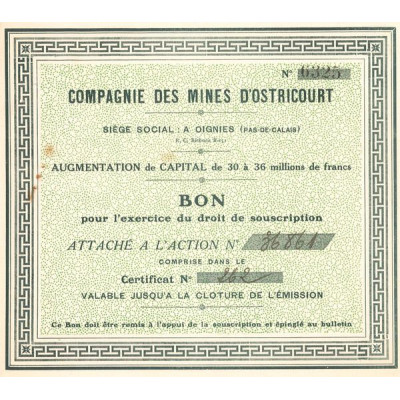 N° 6325
COMPAGNIE DES MINES D'OSTRICOURT
SIÈGE SOCIAL : A OIGNIES (PAS-DE-CALAIS)
AUGMENTATION de CAPITAL de 30 à 36 millions de francs
BON
pour l'exercice du droit de souscription
ATTACHÉ A L'ACTION N° 36861
COMPRISE DANS LE
Certificat N° 262
VALABLE JUSQU'A LA CLOTURE DE L'ÉMISSION
Ce Bon doit être remis à l'appui de la souscription et épinglé au bulletin